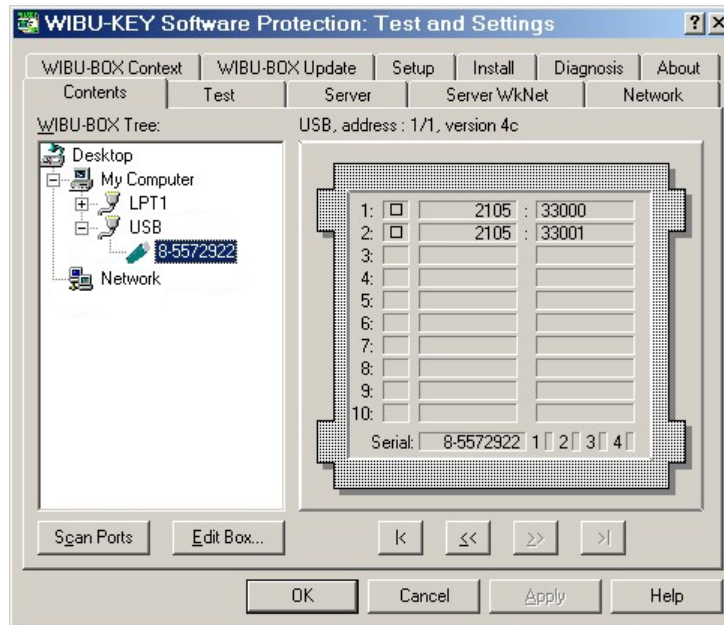 WIBU-KEY Software Protection: Test and Settings
WIBU-BOX Context WIBU-BOX Update Setup Install Diagnosis About
Contents Test Server Server WkNet Network
WIBU-BOX Tree: USB, address : 1/1, version 4c
Desktop
My Computer
LPT1
USB
8-5572922
Network
1: 2105 : 33000
2: 2105 : 33001
3:
4:
5:
6:
7:
8:
9:
10:
Serial: 8-5572922 1 2 3 4
Scan Ports Edit Box... |< << >> >|
OK Cancel Apply Help